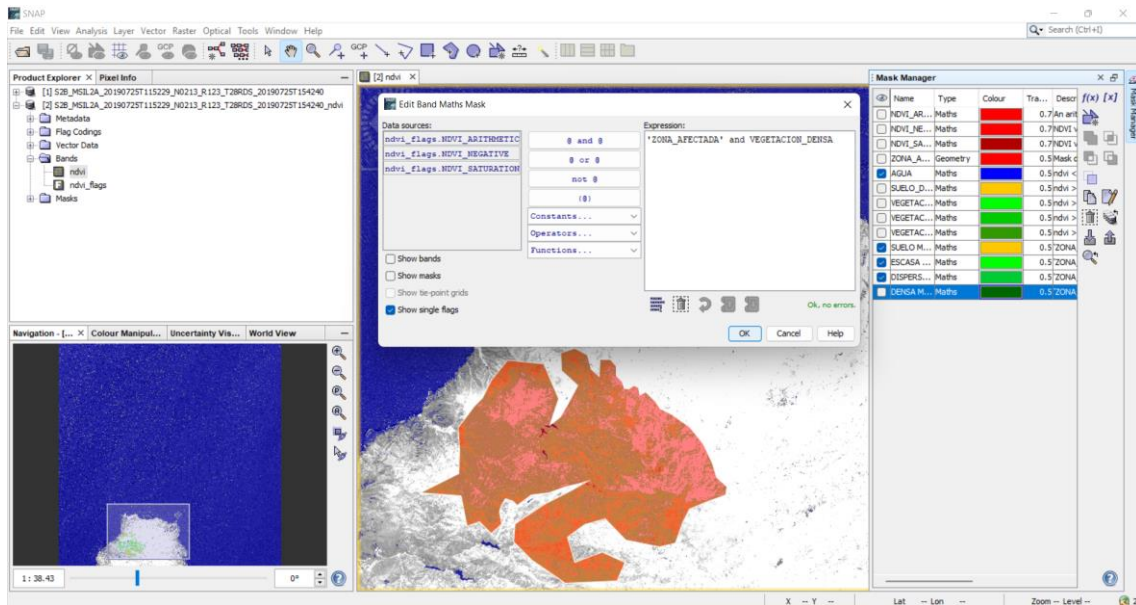 SNAP
File Edit View Analysis Layer Vector Raster Optical Tools Window Help
Search (Ctrl+I)
GCP
GCP
Product Explorer × Pixel Info
[1] S2B_MSIL2A_20190725T115229_N0213_R123_T28RDS_20190725T154240
[2] S2B_MSIL2A_20190725T115229_N0213_R123_T28RDS_20190725T154240_ndvi
Metadata
Flag Codings
Vector Data
Bands
ndvi
ndvi_flags
Masks
[2] ndvi ×
Edit Band Maths Mask
Data sources:
ndvi_flags.NDVI_ARITHMETIC
ndvi_flags.NDVI_NEGATIVE
ndvi_flags.NDVI_SATURATION
@ and @
@ or @
not @
(@)
Constants...
Operators...
Functions...
Show bands
Show masks
Show tie-point grids
Show single flags
Expression:
'ZONA_AFECTADA' and VEGETACION_DENSA
Ok, no errors.
OK Cancel Help
Mask Manager
Name Type Colour Tra... Descr
NDVI_AR... Maths 0.7 An arit
NDVI_NE... Maths 0.7 NDVI v
NDVI_SA... Maths 0.7 NDVI v
ZONA_A... Geometry 0.5 Mask d
AGUA Maths 0.5 ndvi <
SUELO_D... Maths 0.5 ndvi >
VEGETAC... Maths 0.5 ndvi >
VEGETAC... Maths 0.5 ndvi >
VEGETAC... Maths 0.5 ndvi >
SUELO M... Maths 0.5 'ZONA
ESCASA ... Maths 0.5 'ZONA
DISPERS... Maths 0.5 'ZONA
DENSA M... Maths 0.5 'ZONA
f(x) [x]
Mask Manager
Navigation - [... × Colour Manipul... Uncertainty Vis... World View
1 : 38.43
0°
X -- Y -- Lat -- Lon -- Zoom -- Level --